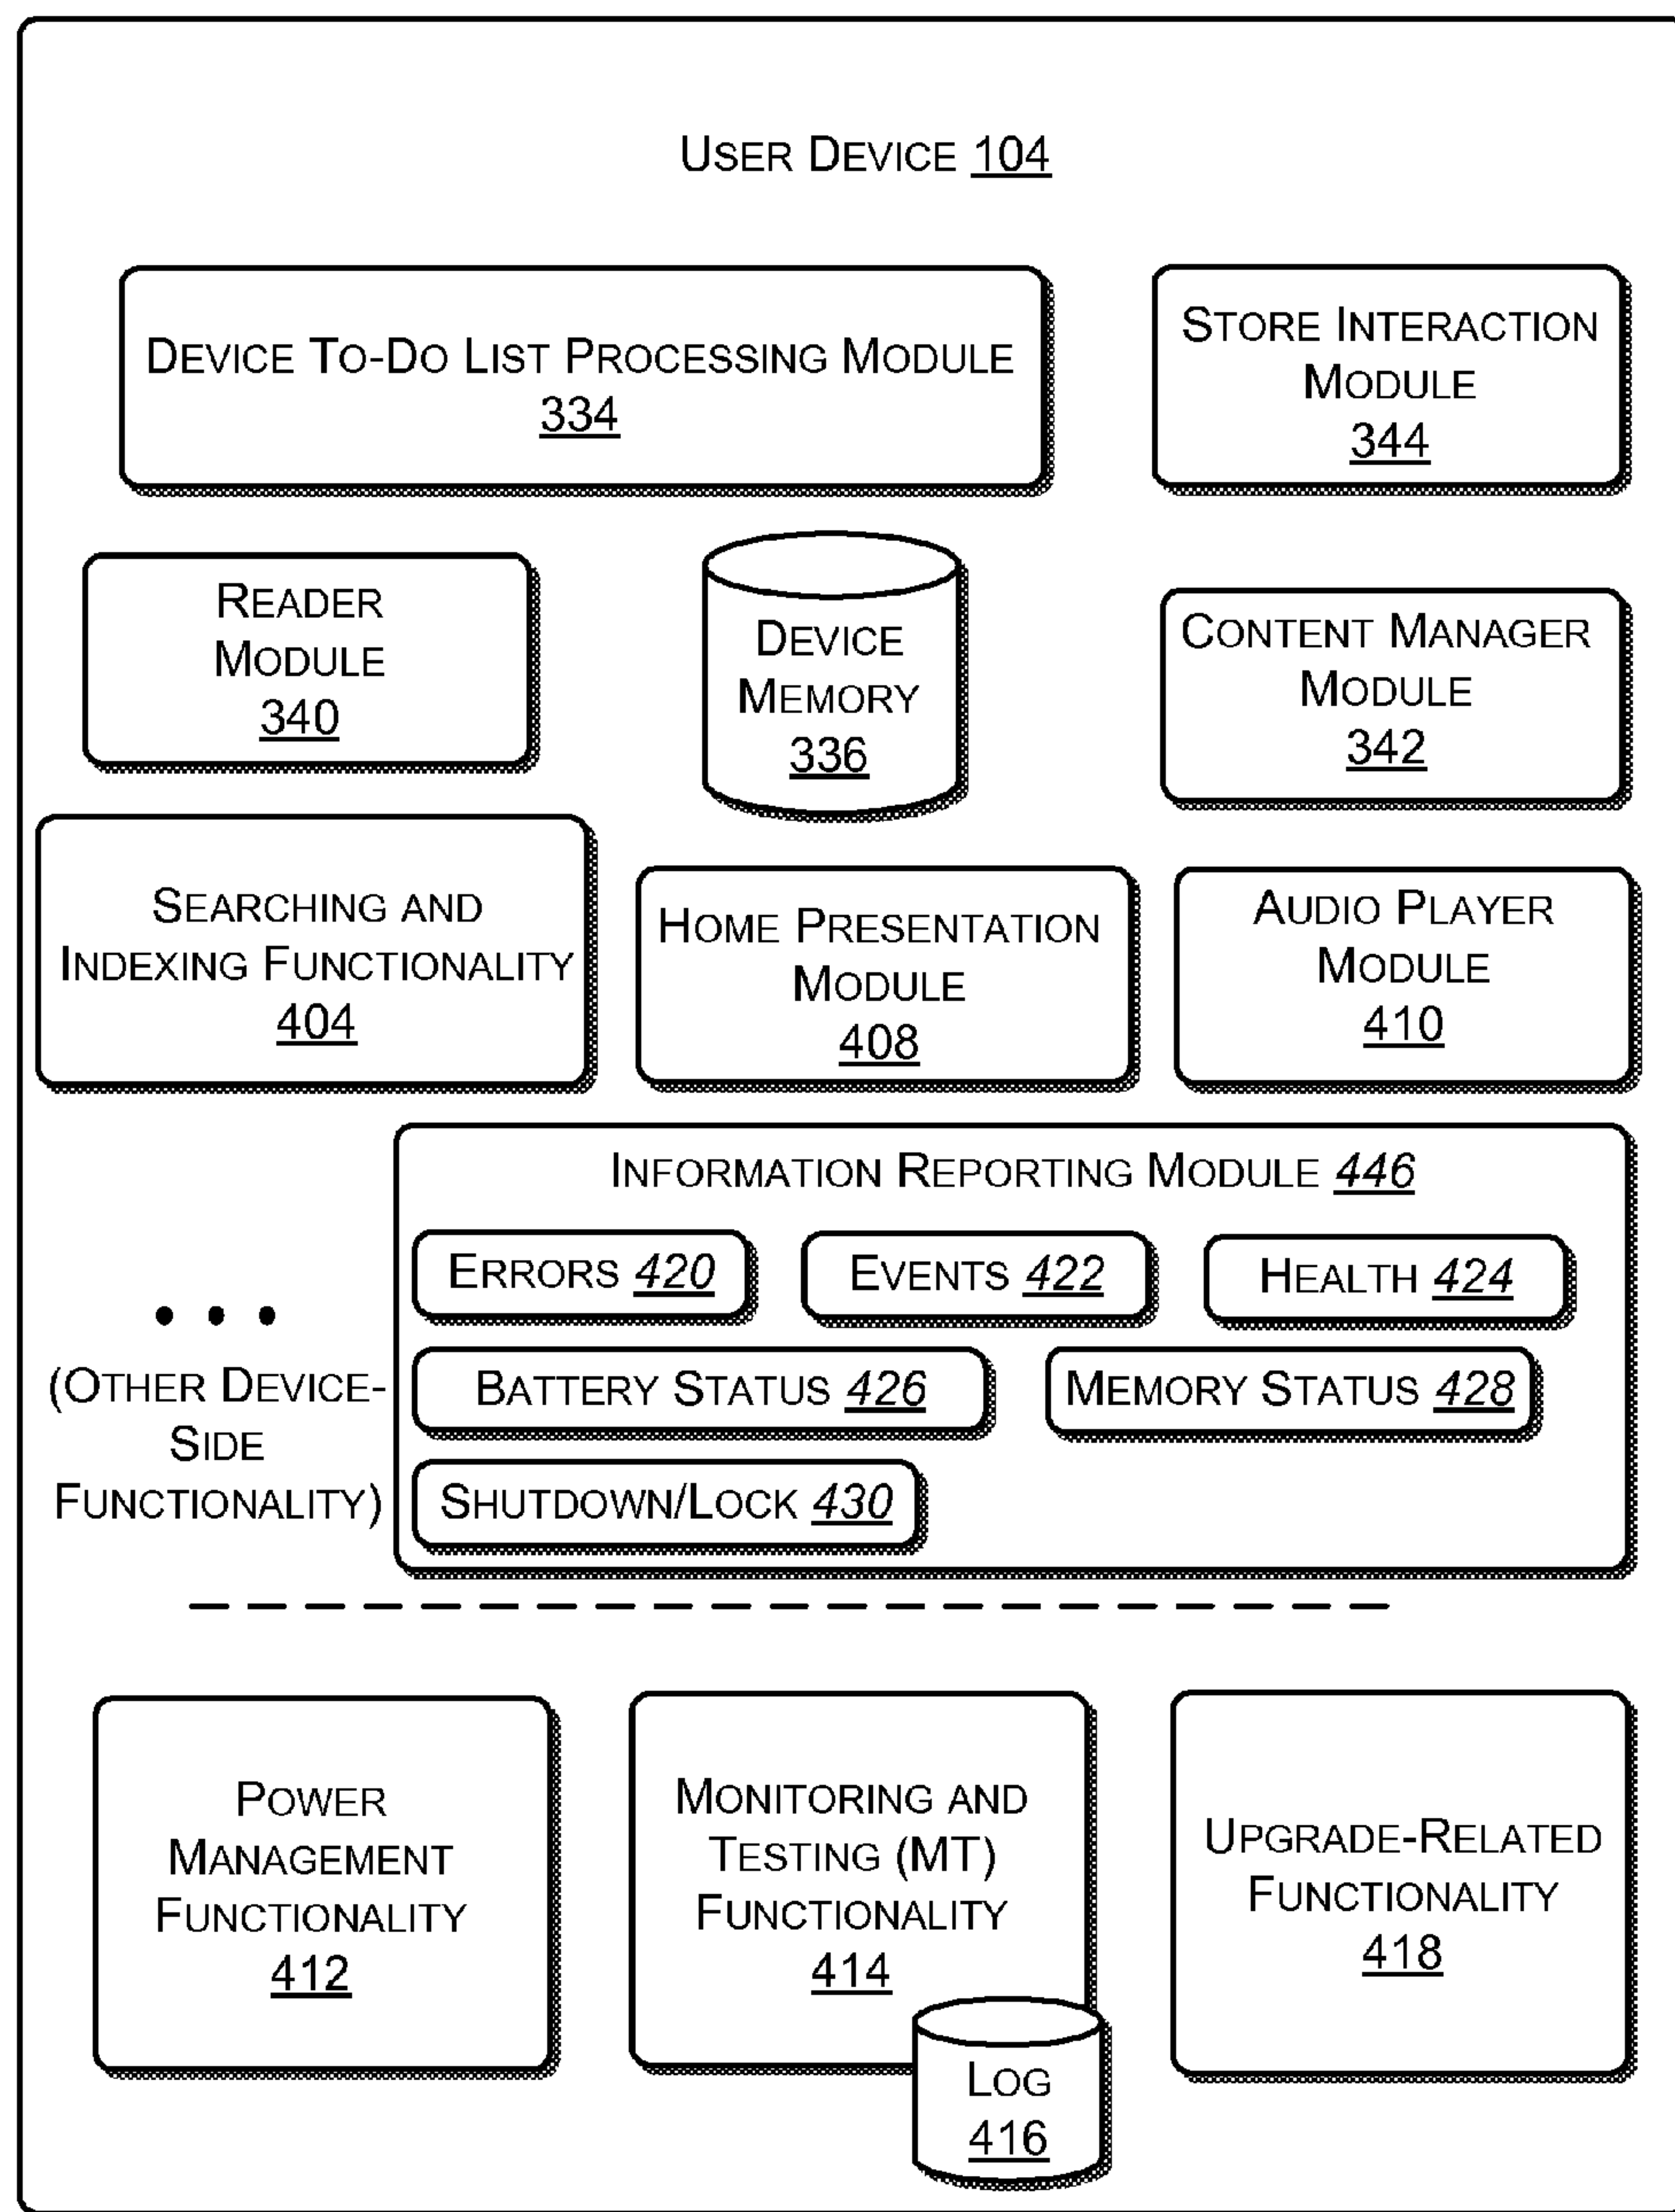 USER DEVICE 104
DEVICE TO-DO LIST PROCESSING MODULE
334
STORE INTERACTION
MODULE
344
READER
MODULE
340
DEVICE
MEMORY
336
CONTENT MANAGER
MODULE
342
SEARCHING AND
INDEXING FUNCTIONALITY
404
HOME PRESENTATION
MODULE
408
AUDIO PLAYER
MODULE
410
INFORMATION REPORTING MODULE 446
ERRORS 420
EVENTS 422
HEALTH 424
BATTERY STATUS 426
MEMORY STATUS 428
SHUTDOWN/LOCK 430
• • •
(OTHER DEVICE-
SIDE
FUNCTIONALITY)
POWER
MANAGEMENT
FUNCTIONALITY
412
MONITORING AND
TESTING (MT)
FUNCTIONALITY
414
LOG
416
UPGRADE-RELATED
FUNCTIONALITY
418